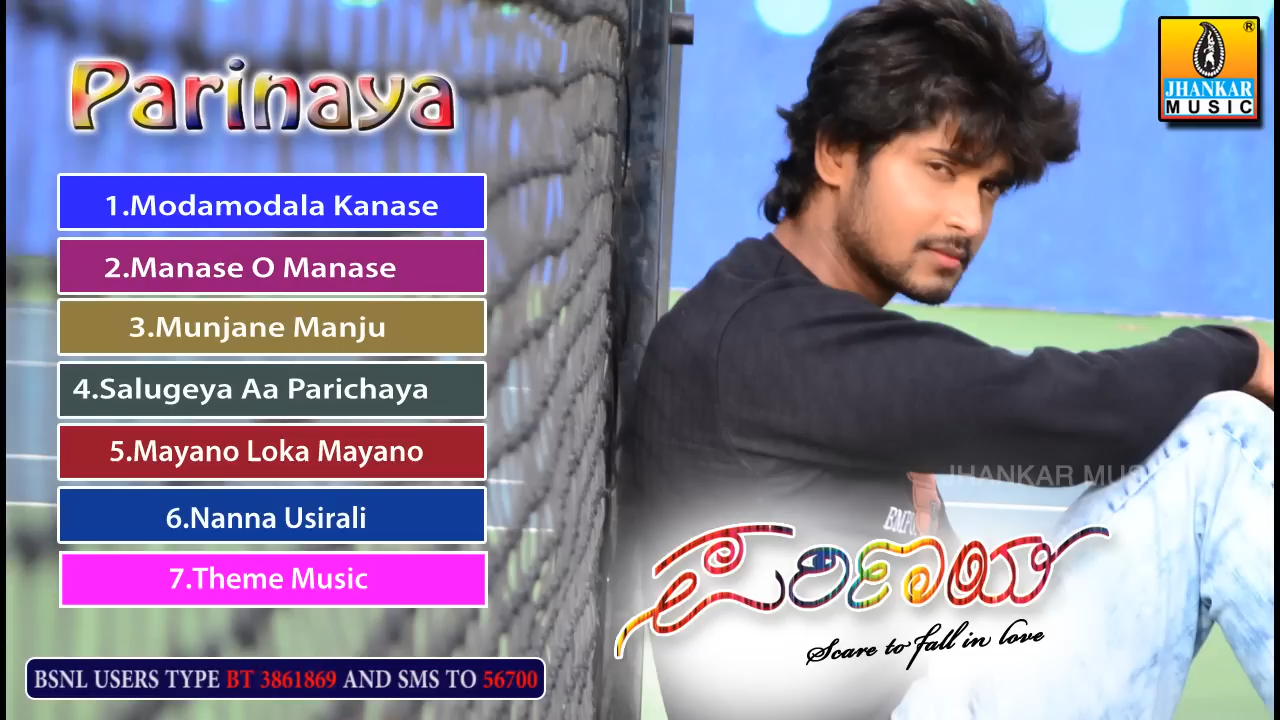 Parinaya
JHANKAR
MUSIC
®
1.Modamodala Kanase
2.Manase O Manase
3.Munjane Manju
4.Salugeya Aa Parichaya
5.Mayano Loka Mayano
6.Nanna Usirali
7.Theme Music
JHANKAR MUSIC
ಪರಿಣಯ
Scare to fall in love
BSNL USERS TYPE BT 3861869 AND SMS TO 56700